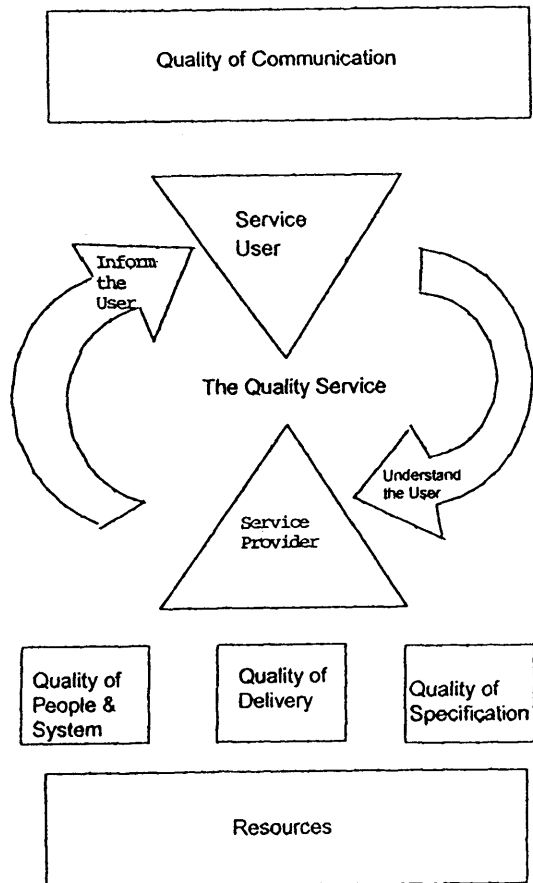 Quality of Communication
Service
User
Inform
the
User
The Quality Service
Understand
the User
Service
Provider
Quality of
People &
System
Quality of
Delivery
Quality of
Specification
Resources